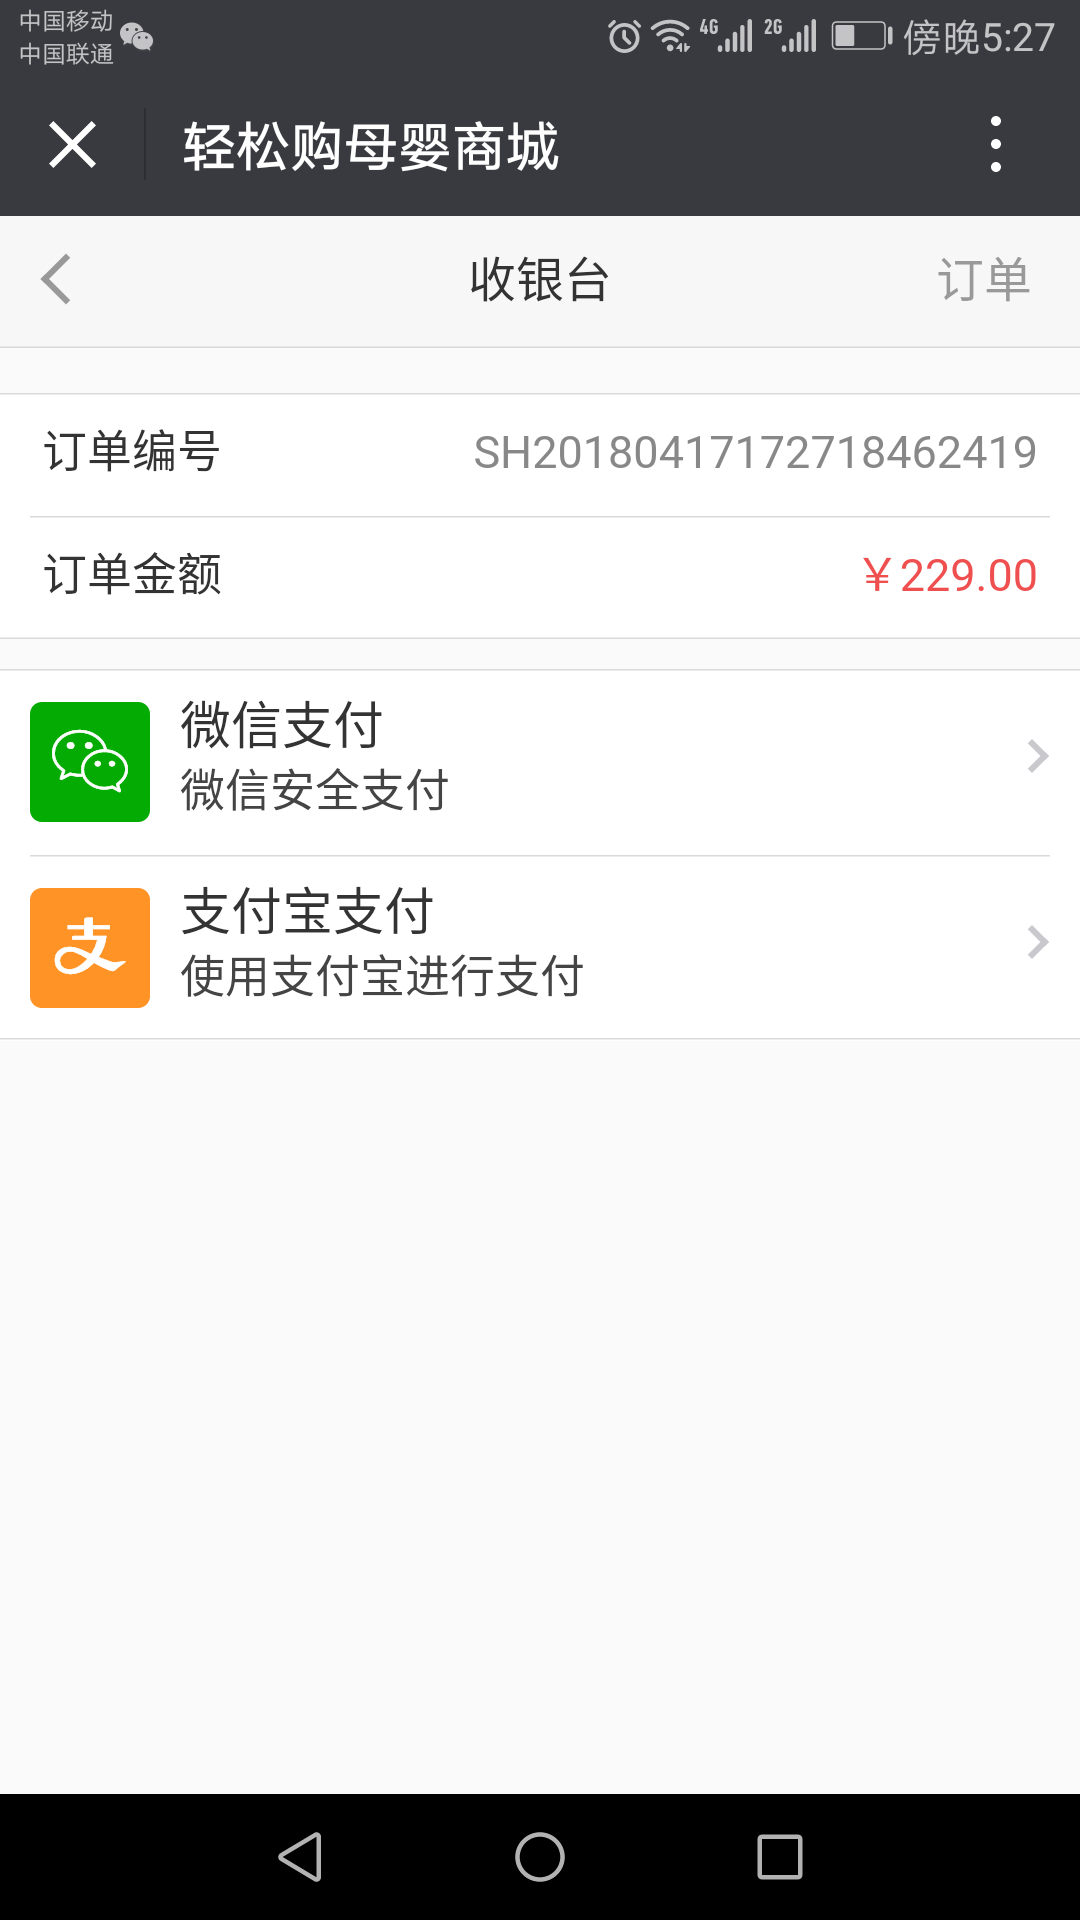 中国移动
中国联通
4G 2G 傍晚5:27
轻松购母婴商城
收银台 订单
订单编号 SH20180417172718462419
订单金额 ￥229.00
微信支付
微信安全支付
支 支付宝支付
使用支付宝进行支付